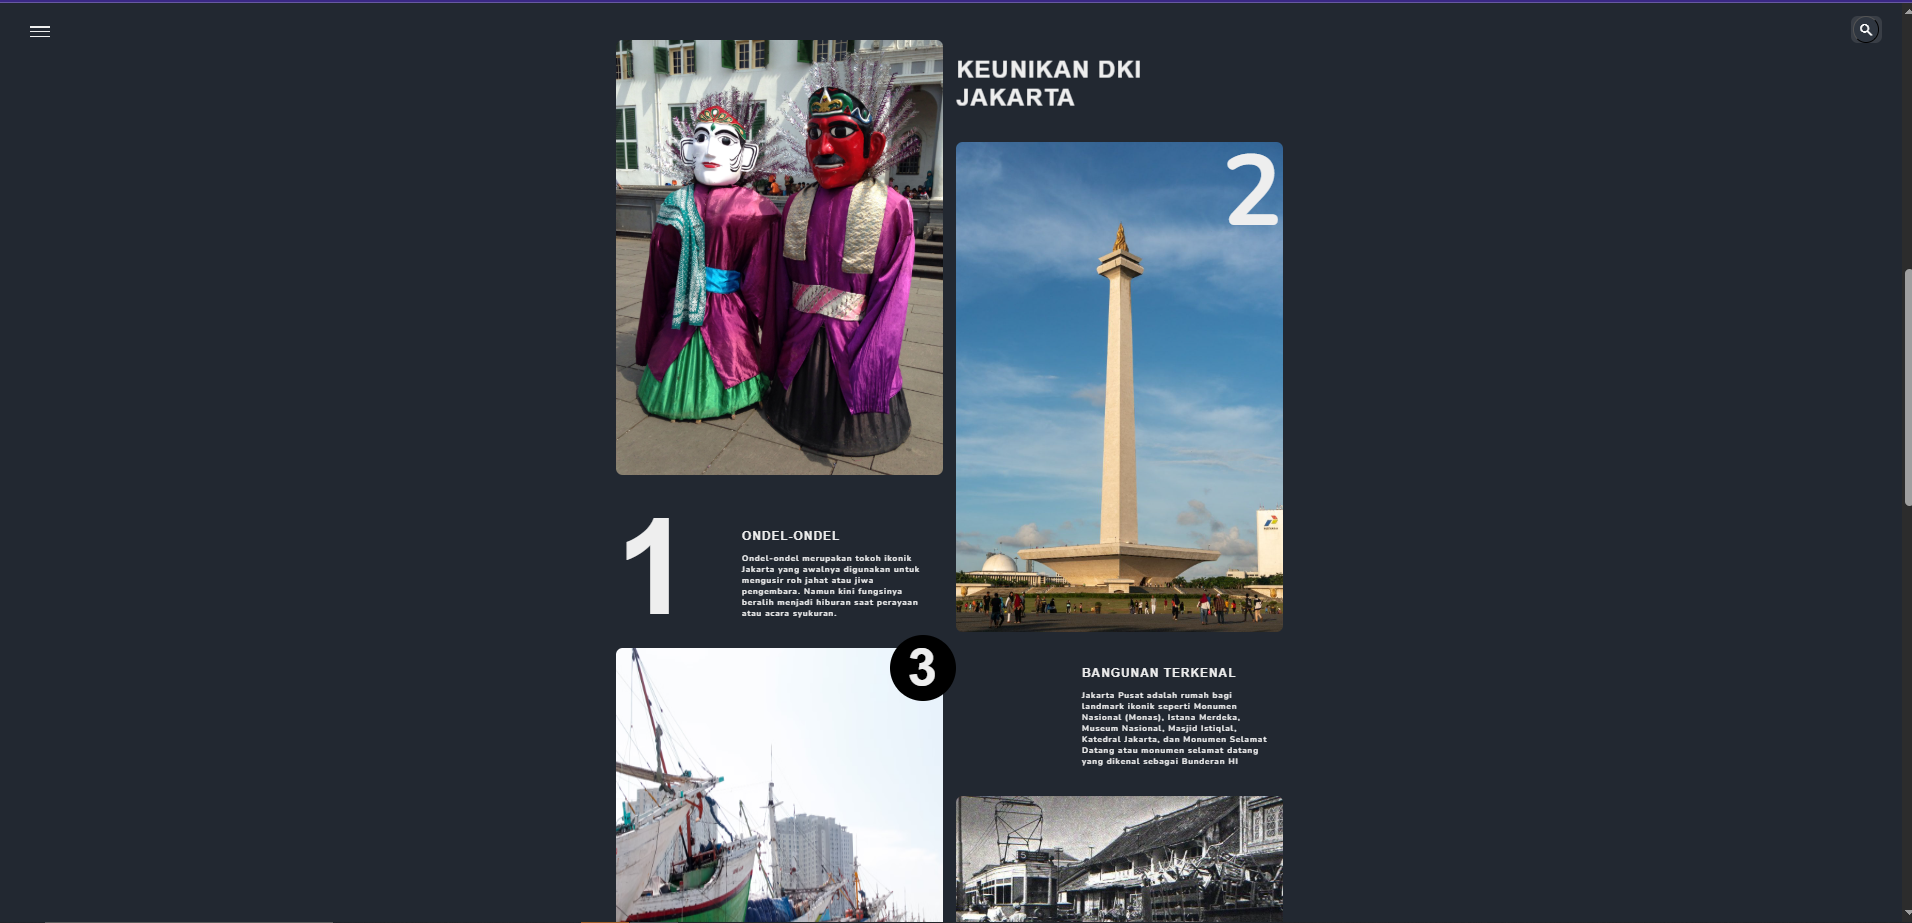 KEUNIKAN DKI
JAKARTA
2
1
ONDEL-ONDEL
Ondel-ondel merupakan tokoh ikonik
Jakarta yang awalnya digunakan untuk
mengusir roh jahat atau jiwa
pengembara. Namun kini fungsinya
beralih menjadi hiburan saat perayaan
atau acara syukuran.
3
BANGUNAN TERKENAL
Jakarta Pusat adalah rumah bagi
landmark ikonik seperti Monumen
Nasional (Monas), Istana Merdeka,
Museum Nasional, Masjid Istiqlal,
Katedral Jakarta, dan Monumen Selamat
Datang atau monumen selamat datang
yang dikenal sebagai Bunderan HI